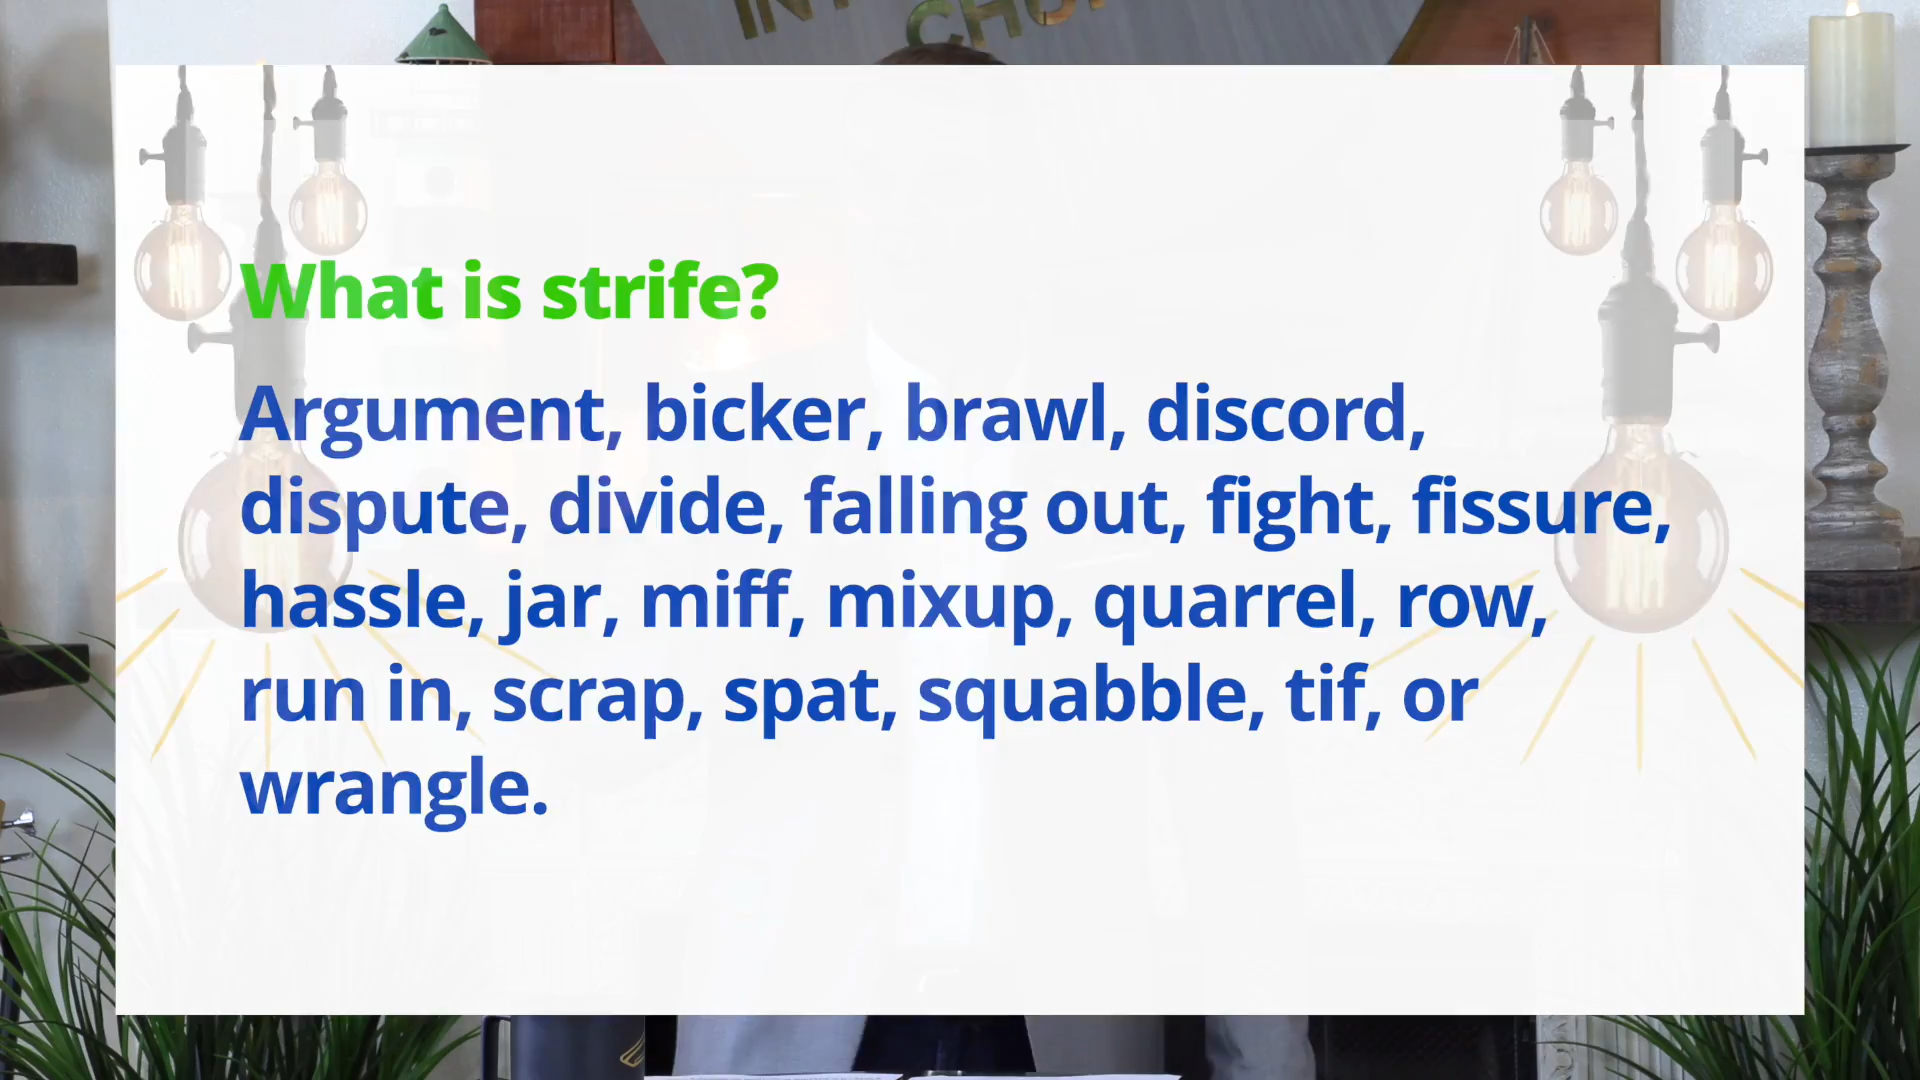 What is strife?
Argument, bicker, brawl, discord,
dispute, divide, falling out, fight, fissure,
hassle, jar, miff, mixup, quarrel, row,
run in, scrap, spat, squabble, tif, or
wrangle.